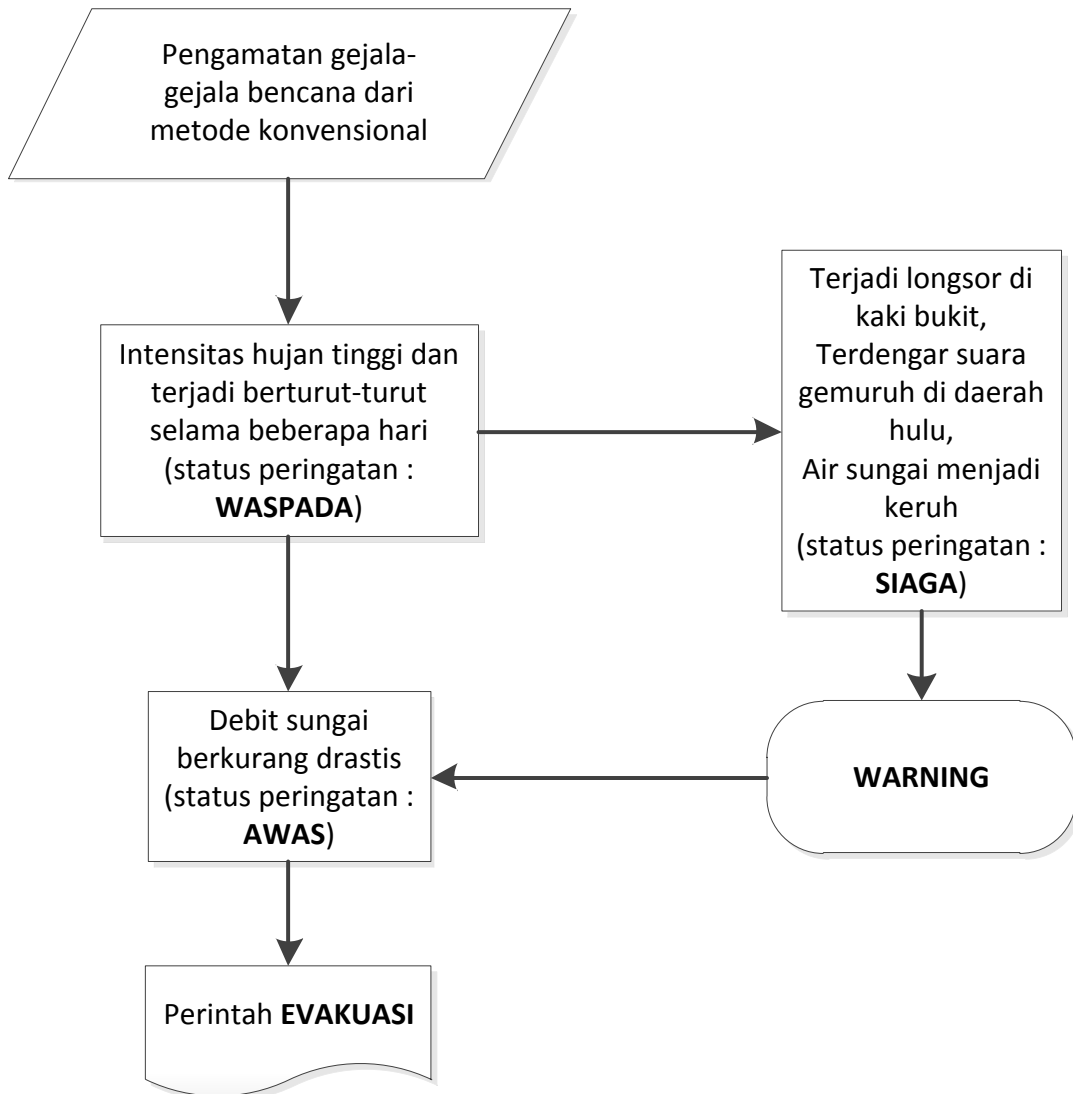 Pengamatan gejala-
gejala bencana dari
metode konvensional
Intensitas hujan tinggi dan
terjadi berturut-turut
selama beberapa hari
(status peringatan :
WASPADA)
Terjadi longsor di
kaki bukit,
Terdengar suara
gemuruh di daerah
hulu,
Air sungai menjadi
keruh
(status peringatan :
SIAGA)
WARNING
Debit sungai
berkurang drastis
(status peringatan :
AWAS)
Perintah EVAKUASI